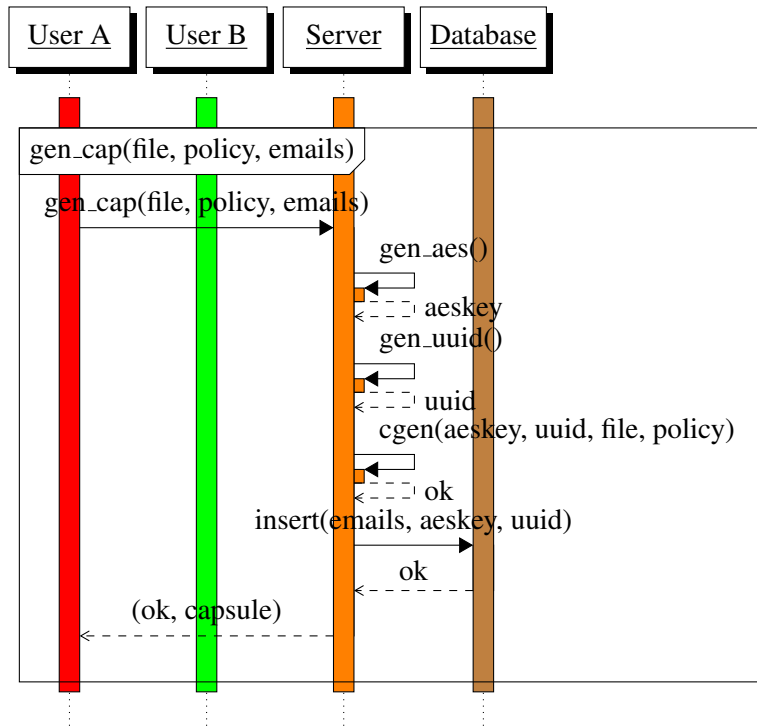 User A
User B
Server
Database
gen_cap(file, policy, emails)
gen_cap(file, policy, emails)
gen_aes()
aeskey
gen_uuid()
uuid
cgen(aeskey, uuid, file, policy)
ok
insert(emails, aeskey, uuid)
ok
(ok, capsule)